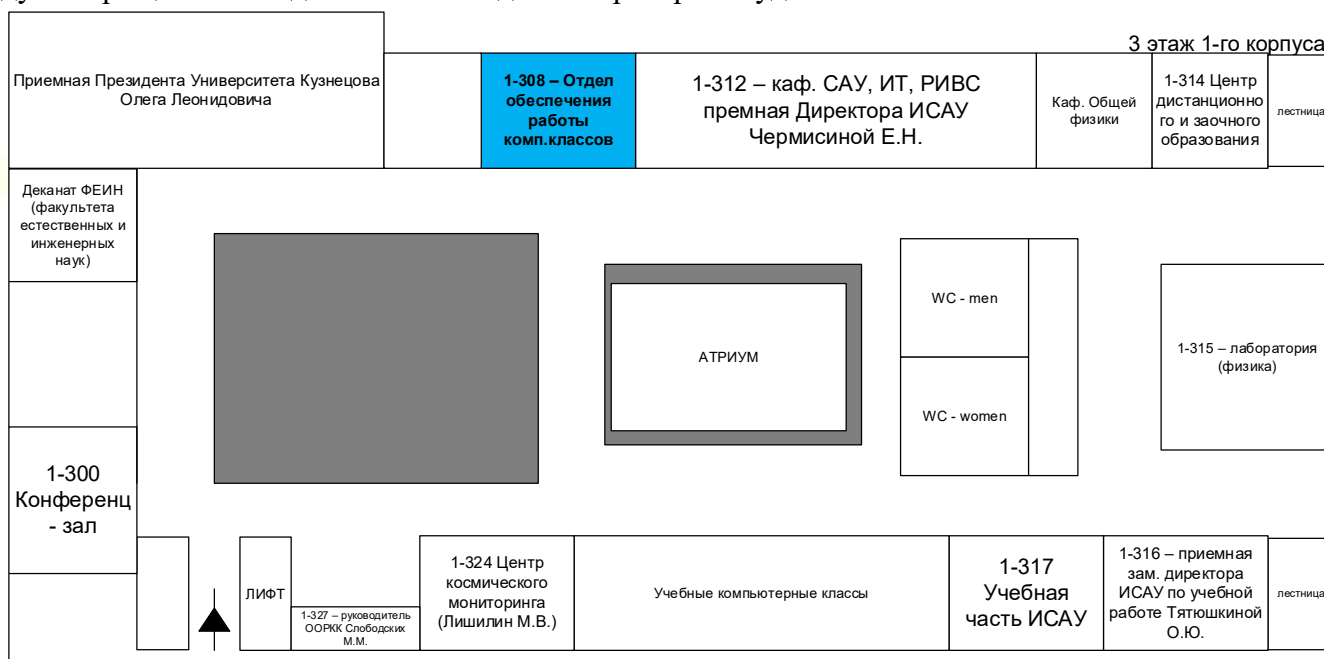 3 этаж 1-го корпуса
Приемная Президента Университета Кузнецова
Олега Леонидовича
1-308 – Отдел
обеспечения
работы
комп.классов
1-312 – каф. САУ, ИТ, РИВС
премная Директора ИСАУ
Чермисиной Е.Н.
Каф. Общей
физики
1-314 Центр
дистанционно
го и заочного
образования
лестница
Деканат ФЕИН
(факультета
естественных и
инженерных
наук)
WC - men
АТРИУМ
1-315 – лаборатория
(физика)
WC - women
1-300
Конференц
- зал
ЛИФТ
1-327 – руководитель
ООРКК Слободских
М.М.
1-324 Центр
космического
мониторинга
(Лишилин М.В.)
Учебные компьютерные классы
1-317
Учебная
часть ИСАУ
1-316 – приемная
зам. директора
ИСАУ по учебной
работе Тятюшкиной
О.Ю.
лестница